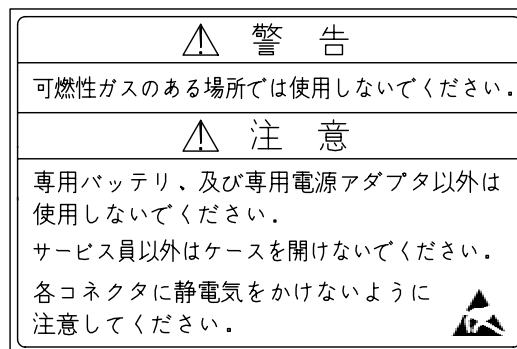 ⚠ 警 告
可燃性ガスのある場所では使用しないでください.
⚠ 注 意
専用バッテリ、及び専用電源アダプタ以外は
使用しないでください.
サービス員以外はケースを開けないでください.
各コネクタに静電気をかけないように
注意してください.